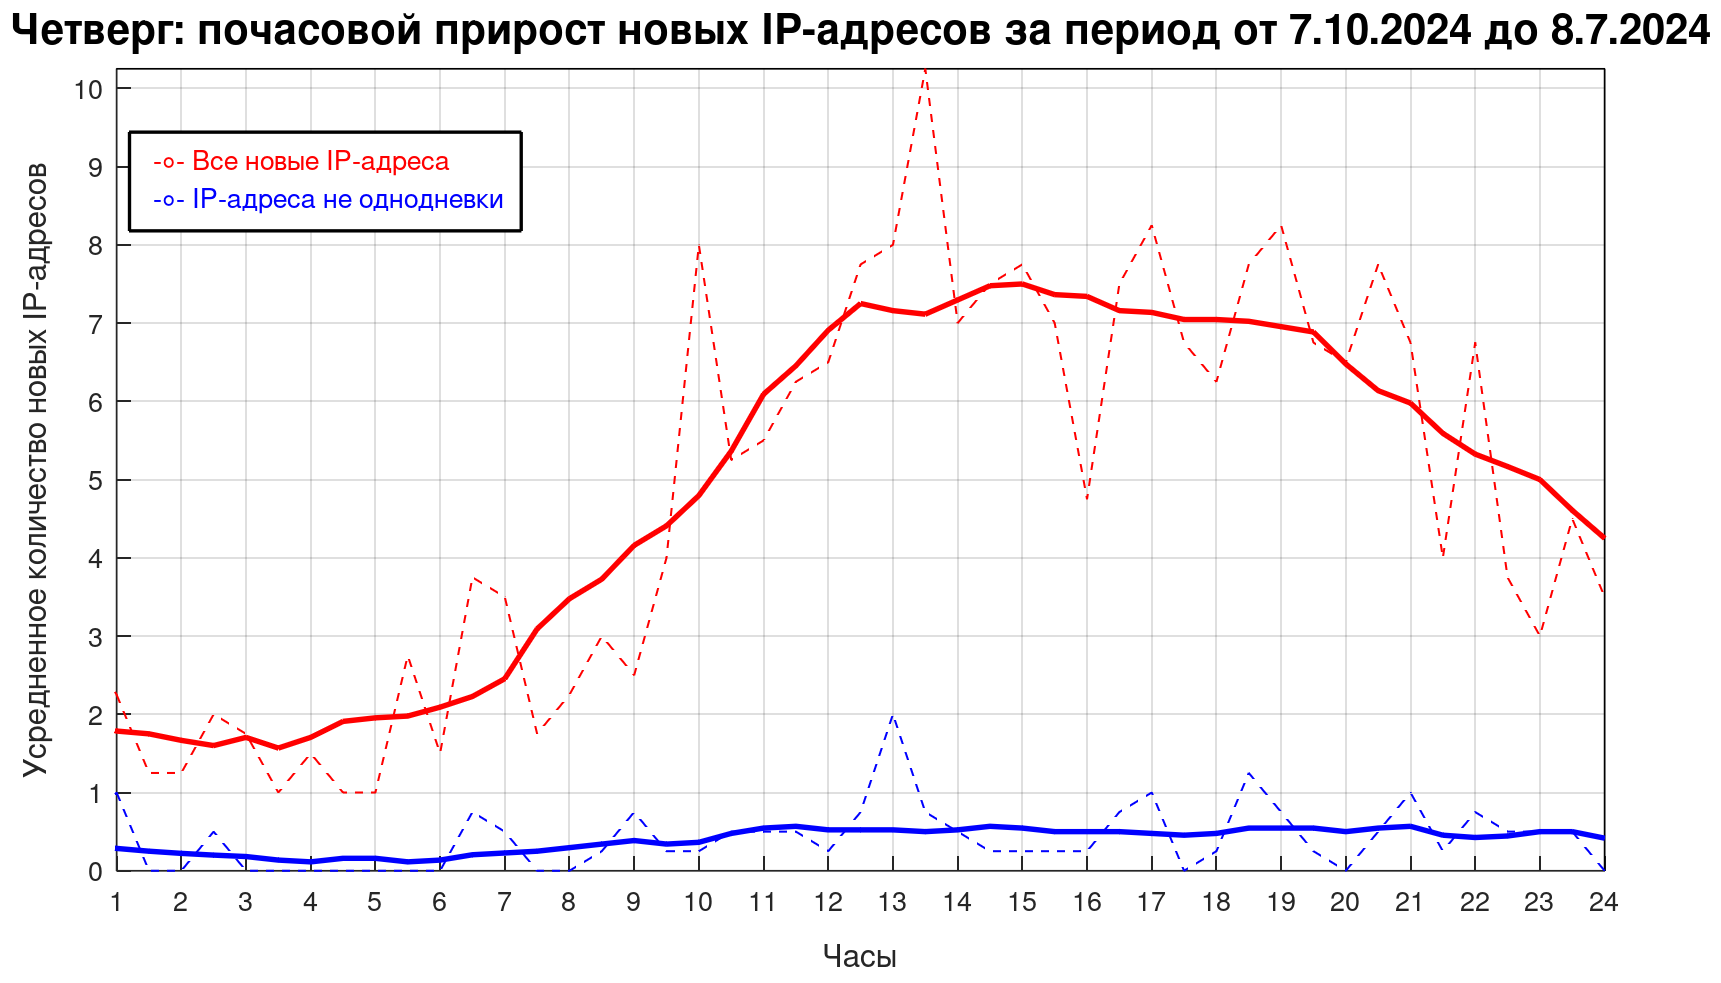 Четверг: почасовой прирост новых IP-адресов за период от 7.10.2024 до 8.7.2024
Усредненное количество новых IP-адресов
10
9
8
7
6
5
4
3
2
1
0
-о- Все новые IP-адреса
-о- IP-адреса не однодневки
1 2 3 4 5 6 7 8 9 10 11 12 13 14 15 16 17 18 19 20 21 22 23 24
Часы